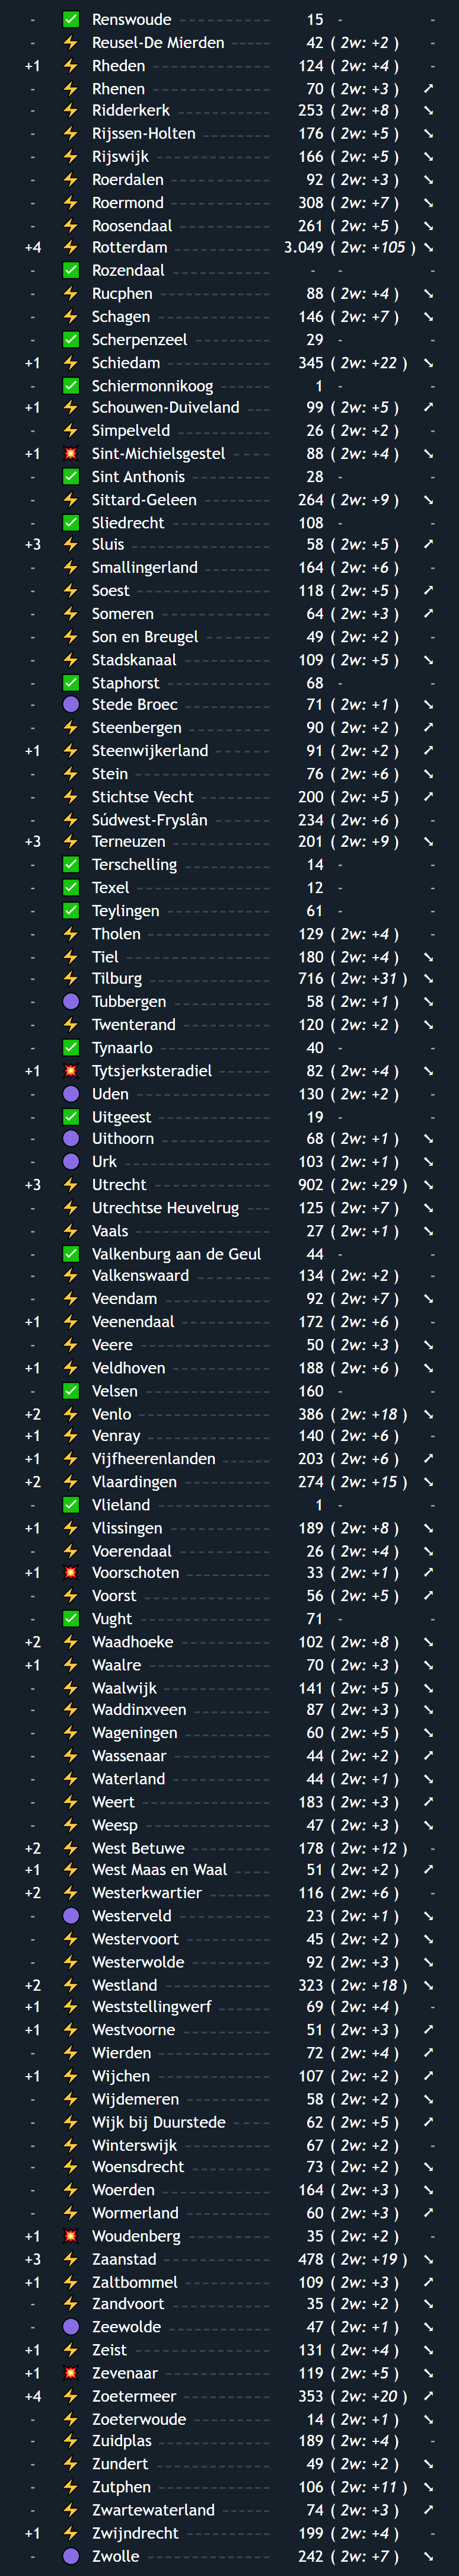 - ✅ Renswoude 15 - -
- ⚡ Reusel-De Mierden 42 ( 2w: +2 ) -
+1 ⚡ Rheden 124 ( 2w: +4 ) -
- ⚡ Rhenen 70 ( 2w: +3 ) ➚
- ⚡ Ridderkerk 253 ( 2w: +8 ) ➘
- ⚡ Rijssen-Holten 176 ( 2w: +5 ) ➘
- ⚡ Rijswijk 166 ( 2w: +5 ) ➘
- ⚡ Roerdalen 92 ( 2w: +3 ) ➘
- ⚡ Roermond 308 ( 2w: +7 ) ➘
- ⚡ Roosendaal 261 ( 2w: +5 ) ➘
+4 ⚡ Rotterdam 3.049 ( 2w: +105 ) ➘
- ✅ Rozendaal - - -
- ⚡ Rucphen 88 ( 2w: +4 ) ➘
- ⚡ Schagen 146 ( 2w: +7 ) ➘
- ✅ Scherpenzeel 29 - -
+1 ⚡ Schiedam 345 ( 2w: +22 ) ➘
- ✅ Schiermonnikoog 1 - -
+1 ⚡ Schouwen-Duiveland 99 ( 2w: +5 ) ➚
- ⚡ Simpelveld 26 ( 2w: +2 ) -
+1 💥 Sint-Michielsgestel 88 ( 2w: +4 ) ➘
- ✅ Sint Anthonis 28 - -
- ⚡ Sittard-Geleen 264 ( 2w: +9 ) ➘
- ✅ Sliedrecht 108 - -
+3 ⚡ Sluis 58 ( 2w: +5 ) ➚
- ⚡ Smallingerland 164 ( 2w: +6 ) -
- ⚡ Soest 118 ( 2w: +5 ) ➚
- ⚡ Someren 64 ( 2w: +3 ) ➚
- ⚡ Son en Breugel 49 ( 2w: +2 ) -
- ⚡ Stadskanaal 109 ( 2w: +5 ) ➘
- ✅ Staphorst 68 - -
- 🟣 Stede Broec 71 ( 2w: +1 ) ➘
- ⚡ Steenbergen 90 ( 2w: +2 ) ➚
+1 ⚡ Steenwijkerland 91 ( 2w: +2 ) ➚
- ⚡ Stein 76 ( 2w: +6 ) ➘
- ⚡ Stichtse Vecht 200 ( 2w: +5 ) ➚
- ⚡ Súdwest-Fryslân 234 ( 2w: +6 ) -
+3 ⚡ Terneuzen 201 ( 2w: +9 ) ➘
- ✅ Terschelling 14 - -
- ✅ Texel 12 - -
- ✅ Teylingen 61 - -
- ⚡ Tholen 129 ( 2w: +4 ) -
- ⚡ Tiel 180 ( 2w: +4 ) ➘
- ⚡ Tilburg 716 ( 2w: +31 ) ➘
- 🟣 Tubbergen 58 ( 2w: +1 ) ➘
- ⚡ Twenterand 120 ( 2w: +2 ) ➘
- ✅ Tynaarlo 40 - -
+1 💥 Tytsjerksteradiel 82 ( 2w: +4 ) ➘
- 🟣 Uden 130 ( 2w: +2 ) -
- ✅ Uitgeest 19 - -
- 🟣 Uithoorn 68 ( 2w: +1 ) ➘
- 🟣 Urk 103 ( 2w: +1 ) ➘
+3 ⚡ Utrecht 902 ( 2w: +29 ) ➘
- ⚡ Utrechtse Heuvelrug 125 ( 2w: +7 ) ➘
- ⚡ Vaals 27 ( 2w: +1 ) ➘
- ✅ Valkenburg aan de Geul 44 - -
- ⚡ Valkenswaard 134 ( 2w: +2 ) -
- ⚡ Veendam 92 ( 2w: +7 ) ➘
+1 ⚡ Veenendaal 172 ( 2w: +6 ) -
- ⚡ Veere 50 ( 2w: +3 ) ➘
+1 ⚡ Veldhoven 188 ( 2w: +6 ) ➘
- ✅ Velsen 160 - -
+2 ⚡ Venlo 386 ( 2w: +18 ) ➘
+1 ⚡ Venray 140 ( 2w: +6 ) -
+1 ⚡ Vijfheerenlanden 203 ( 2w: +6 ) ➚
+2 ⚡ Vlaardingen 274 ( 2w: +15 ) ➘
- ✅ Vlieland 1 - -
+1 ⚡ Vlissingen 189 ( 2w: +8 ) ➘
- ⚡ Voerendaal 26 ( 2w: +4 ) ➘
+1 💥 Voorschoten 33 ( 2w: +1 ) ➚
- ⚡ Voorst 56 ( 2w: +5 ) ➚
- ✅ Vught 71 - -
+2 ⚡ Waadhoeke 102 ( 2w: +8 ) ➘
+1 ⚡ Waalre 70 ( 2w: +3 ) ➘
- ⚡ Waalwijk 141 ( 2w: +5 ) ➘
- ⚡ Waddinxveen 87 ( 2w: +3 ) ➘
- ⚡ Wageningen 60 ( 2w: +5 ) ➘
- ⚡ Wassenaar 44 ( 2w: +2 ) ➚
- ⚡ Waterland 44 ( 2w: +1 ) ➘
- ⚡ Weert 183 ( 2w: +3 ) ➚
- ⚡ Weesp 47 ( 2w: +3 ) ➘
+2 ⚡ West Betuwe 178 ( 2w: +12 ) -
+1 ⚡ West Maas en Waal 51 ( 2w: +2 ) ➚
+2 ⚡ Westerkwartier 116 ( 2w: +6 ) -
- 🟣 Westerveld 23 ( 2w: +1 ) ➘
- ⚡ Westervoort 45 ( 2w: +2 ) ➘
- ⚡ Westerwolde 92 ( 2w: +3 ) ➘
+2 ⚡ Westland 323 ( 2w: +18 ) ➘
+1 ⚡ Weststellingwerf 69 ( 2w: +4 ) -
+1 ⚡ Westvoorne 51 ( 2w: +3 ) ➚
- ⚡ Wierden 72 ( 2w: +4 ) ➚
+1 ⚡ Wijchen 107 ( 2w: +2 ) ➚
- ⚡ Wijdemeren 58 ( 2w: +2 ) ➘
- ⚡ Wijk bij Duurstede 62 ( 2w: +5 ) ➚
- ⚡ Winterswijk 67 ( 2w: +2 ) -
- ⚡ Woensdrecht 73 ( 2w: +2 ) ➘
- ⚡ Woerden 164 ( 2w: +3 ) ➘
- ⚡ Wormerland 60 ( 2w: +3 ) ➚
+1 💥 Woudenberg 35 ( 2w: +2 ) -
+3 ⚡ Zaanstad 478 ( 2w: +19 ) ➘
+1 ⚡ Zaltbommel 109 ( 2w: +3 ) ➚
- ⚡ Zandvoort 35 ( 2w: +2 ) ➘
- 🟣 Zeewolde 47 ( 2w: +1 ) ➘
+1 ⚡ Zeist 131 ( 2w: +4 ) ➘
+1 💥 Zevenaar 119 ( 2w: +5 ) ➘
+4 ⚡ Zoetermeer 353 ( 2w: +20 ) ➚
- ⚡ Zoeterwoude 14 ( 2w: +1 ) ➘
- ⚡ Zuidplas 189 ( 2w: +4 ) -
- ⚡ Zundert 49 ( 2w: +2 ) ➘
- ⚡ Zutphen 106 ( 2w: +11 ) ➘
- ⚡ Zwartewaterland 74 ( 2w: +3 ) ➚
+1 ⚡ Zwijndrecht 199 ( 2w: +4 ) -
- 🟣 Zwolle 242 ( 2w: +7 ) ➘